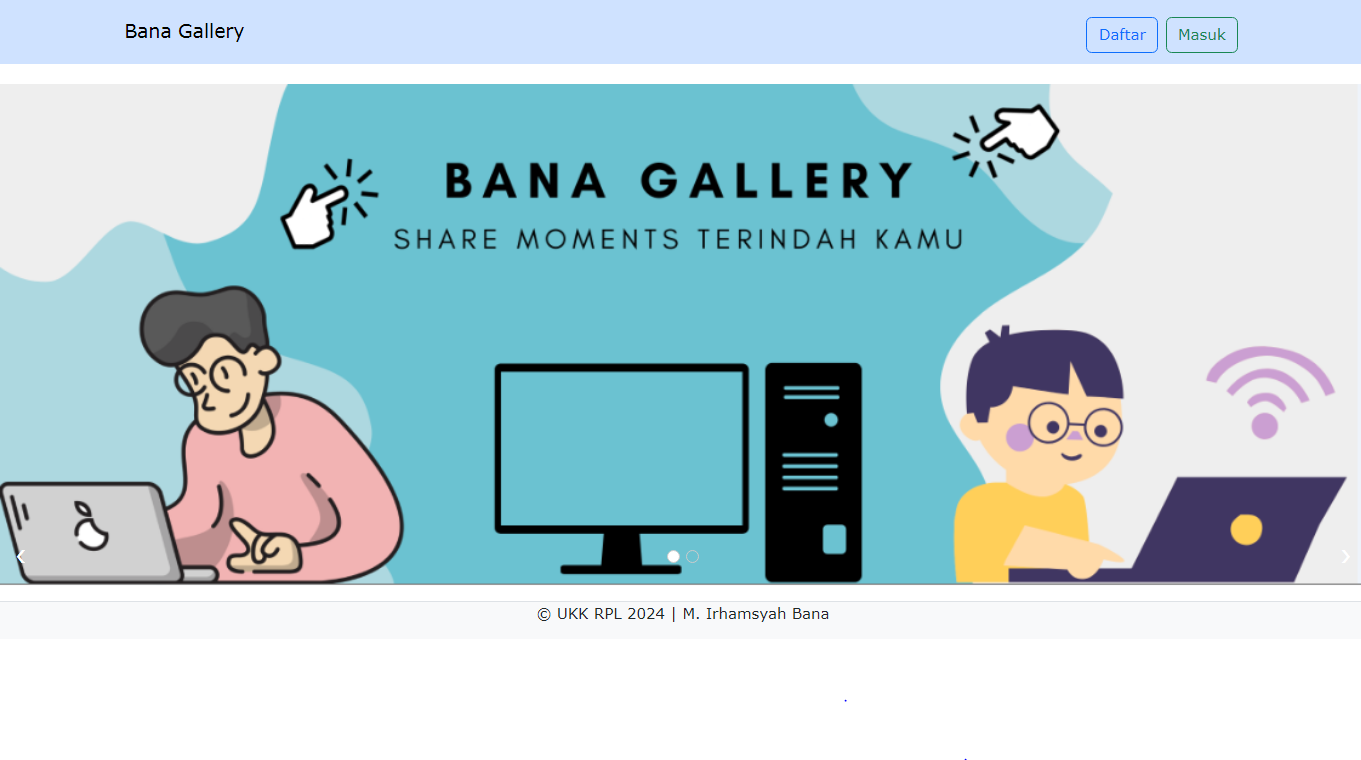 Bana Gallery
Daftar
Masuk
BANA GALLERY
SHARE MOMENTS TERINDAH KAMU
© UKK RPL 2024 | M. Irhamsyah Bana